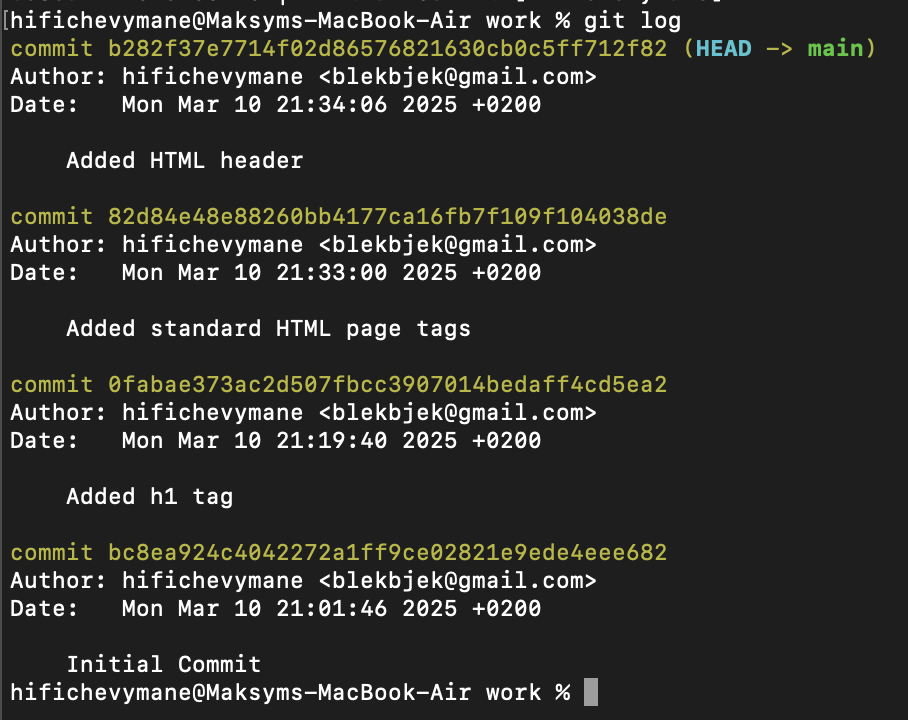 [hifichevymane@Maksyms-MacBook-Air work % git log
commit b282f37e7714f02d86576821630cb0c5ff712f82 (HEAD -> main)
Author: hifichevymane <blekbjek@gmail.com>
Date:   Mon Mar 10 21:34:06 2025 +0200
    Added HTML header
commit 82d84e48e88260bb4177ca16fb7f109f104038de
Author: hifichevymane <blekbjek@gmail.com>
Date:   Mon Mar 10 21:33:00 2025 +0200
    Added standard HTML page tags
commit 0fabae373ac2d507fbcc3907014bedaff4cd5ea2
Author: hifichevymane <blekbjek@gmail.com>
Date:   Mon Mar 10 21:19:40 2025 +0200
    Added h1 tag
commit bc8ea924c4042272a1ff9ce02821e9ede4eee682
Author: hifichevymane <blekbjek@gmail.com>
Date:   Mon Mar 10 21:01:46 2025 +0200
    Initial Commit
hifichevymane@Maksyms-MacBook-Air work %